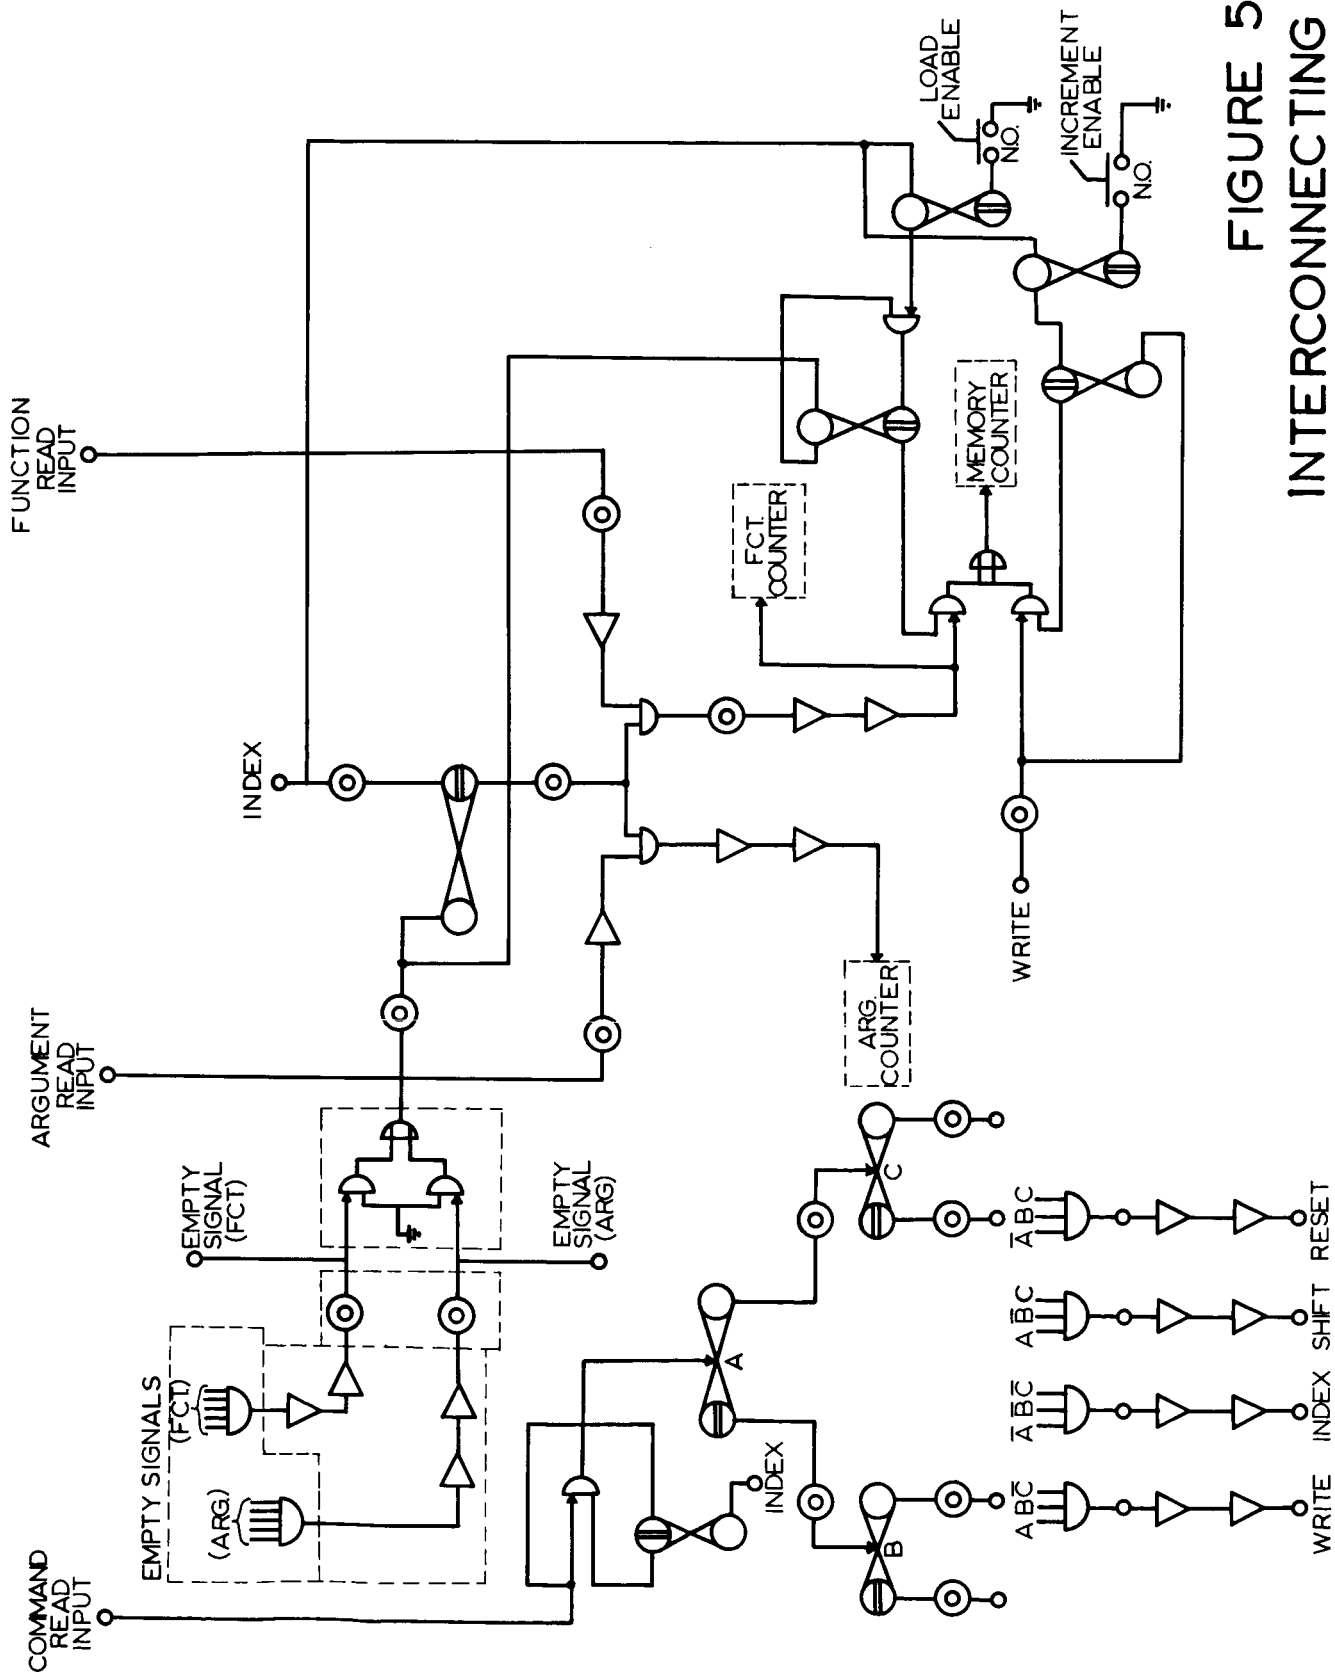 FUNCTION
READ
INPUT
LOAD
ENABLE
N.O.
INCREMENT
ENABLE
N.O.
FIGURE 5
INTERCONNECTING
MEMORY
COUNTER
FCT.
COUNTER
INDEX
WRITE
ARGUMENT
READ
INPUT
ARG.
COUNTER
EMPTY
SIGNAL
(FCT)
EMPTY
SIGNAL
(ARG)
EMPTY SIGNALS
(FCT.)
(ARG.)
COMMAND
READ
INPUT
INDEX
A
B
C
A̅ B C
RESET
A B̅ C
SHIFT
A̅ B̅ C̅
INDEX
A B C̅
WRITE